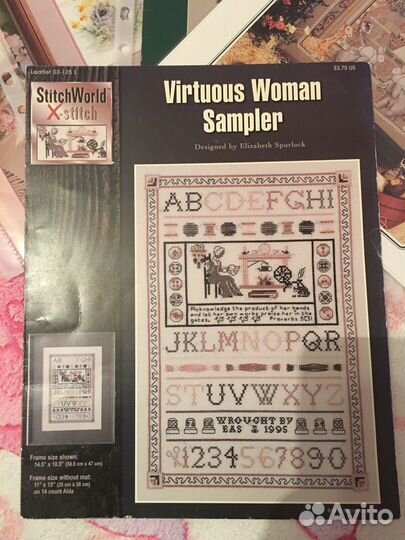 Leaflet 03-125 L
$3.75 US
StitchWorld™
X-stitch
Virtuous Woman
Sampler
Designed by Elizabeth Spurlock
ABCDEFGHI
Acknowledge the product of her hands
and let her own works praise her in the
gates.
Proverbs
JKLMNOPQR
STUVWXYZ
WROUGHT BY
EAS 1995
1234567890
Frame size shown:
14.5" x 18.5" (36.8 cm x 47 cm)
Frame size without mat:
11" x 15" (28 cm x 38 cm)
on 14 count Aida
Avito